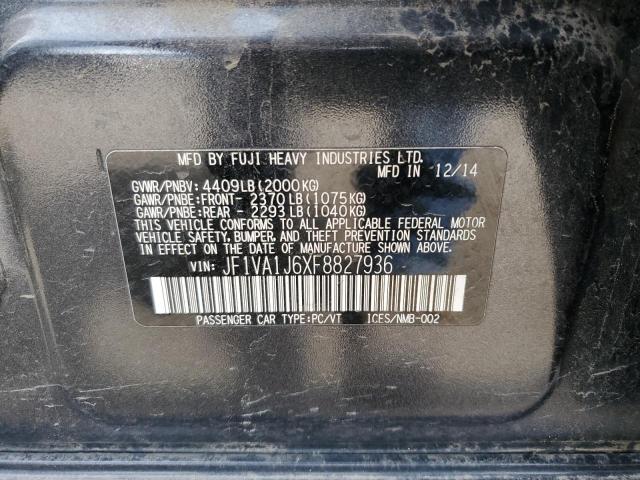 MFD BY FUJI HEAVY INDUSTRIES LTD.
MFD IN 12/14
GVWR/PNBV: 4409LB(2000KG)
GAWR/PNBE:FRONT- 2370LB(1075KG)
GAWR/PNBE:REAR - 2293LB(1040KG)
THIS VEHICLE CONFORMS TO ALL APPLICABLE FEDERAL MOTOR
VEHICLE SAFETY, BUMPER, AND THEFT PREVENTION STANDARDS
IN EFFECT ON THE DATE OF MANUFACTURE SHOWN ABOVE.
VIN: JF1VA1J6XF8827936
PASSENGER CAR TYPE:PC/VT ICES/NMB-002